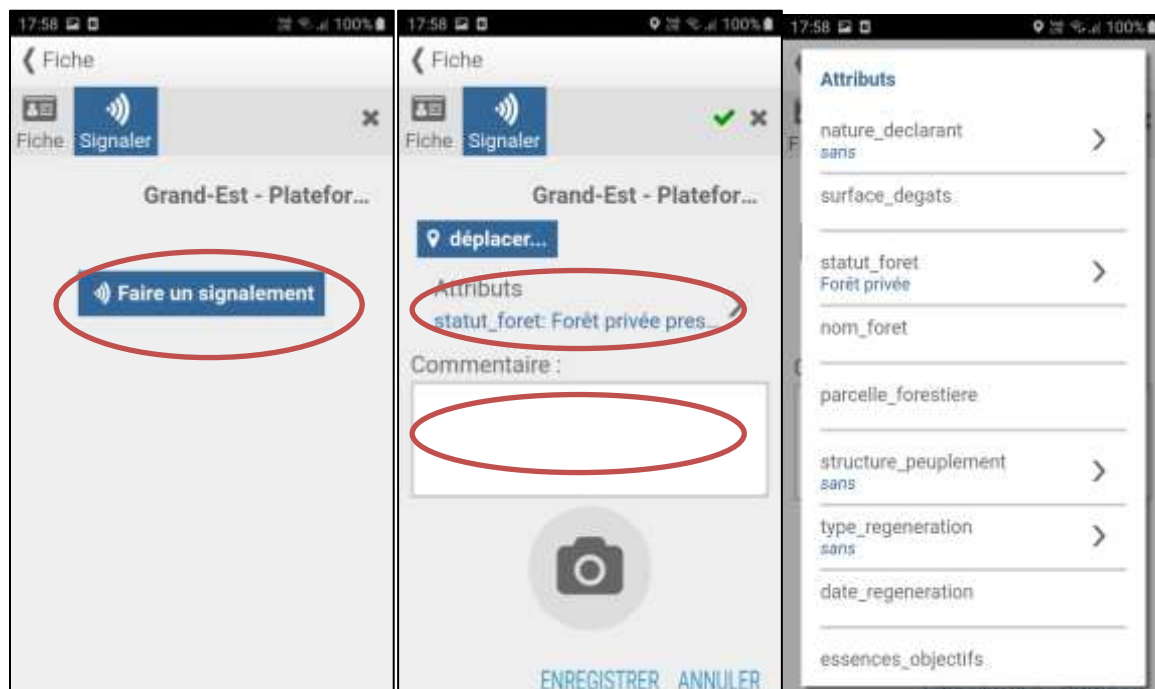 17:58 100%
Fiche
Fiche Signaler
Grand-Est - Platefor...
Faire un signalement
17:58 100%
Fiche
Fiche Signaler
Grand-Est - Platefor...
déplacer...
Attributs
statut_foret: Forêt privée pres...
Commentaire :
ENREGISTRER ANNULER
17:58 100%
F
Attributs
nature_declarant
sans
surface_degats
statut_foret
Forêt privée
nom_foret
parcelle_forestiere
structure_peuplement
sans
type_regeneration
sans
date_regeneration
essences_objectifs